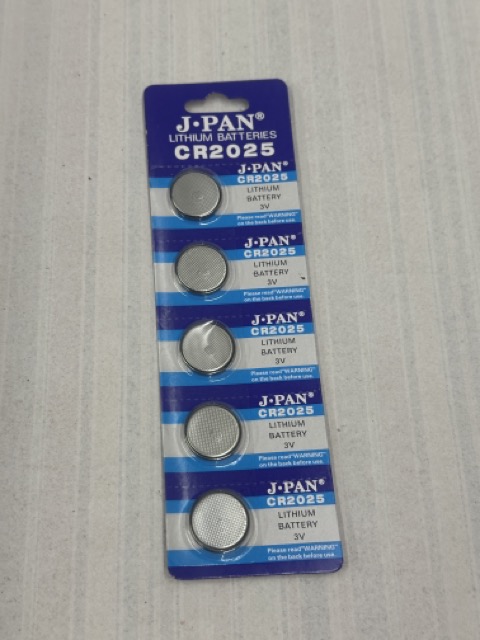 J·PAN®
LITHIUM BATTERIES
CR2025
J·PAN®
CR2025
LITHIUM
BATTERY
3V
Please read"WARNING"
on the back before use.
J·PAN®
CR2025
LITHIUM
BATTERY
3V
Please read"WARNING"
on the back before use.
J·PAN®
CR2025
LITHIUM
BATTERY
3V
Please read"WARNING"
on the back before use.
J·PAN®
CR2025
LITHIUM
BATTERY
3V
Please read"WARNING"
on the back before use.
J·PAN®
CR2025
LITHIUM
BATTERY
3V
Please read"WARNING"
on the back before use.